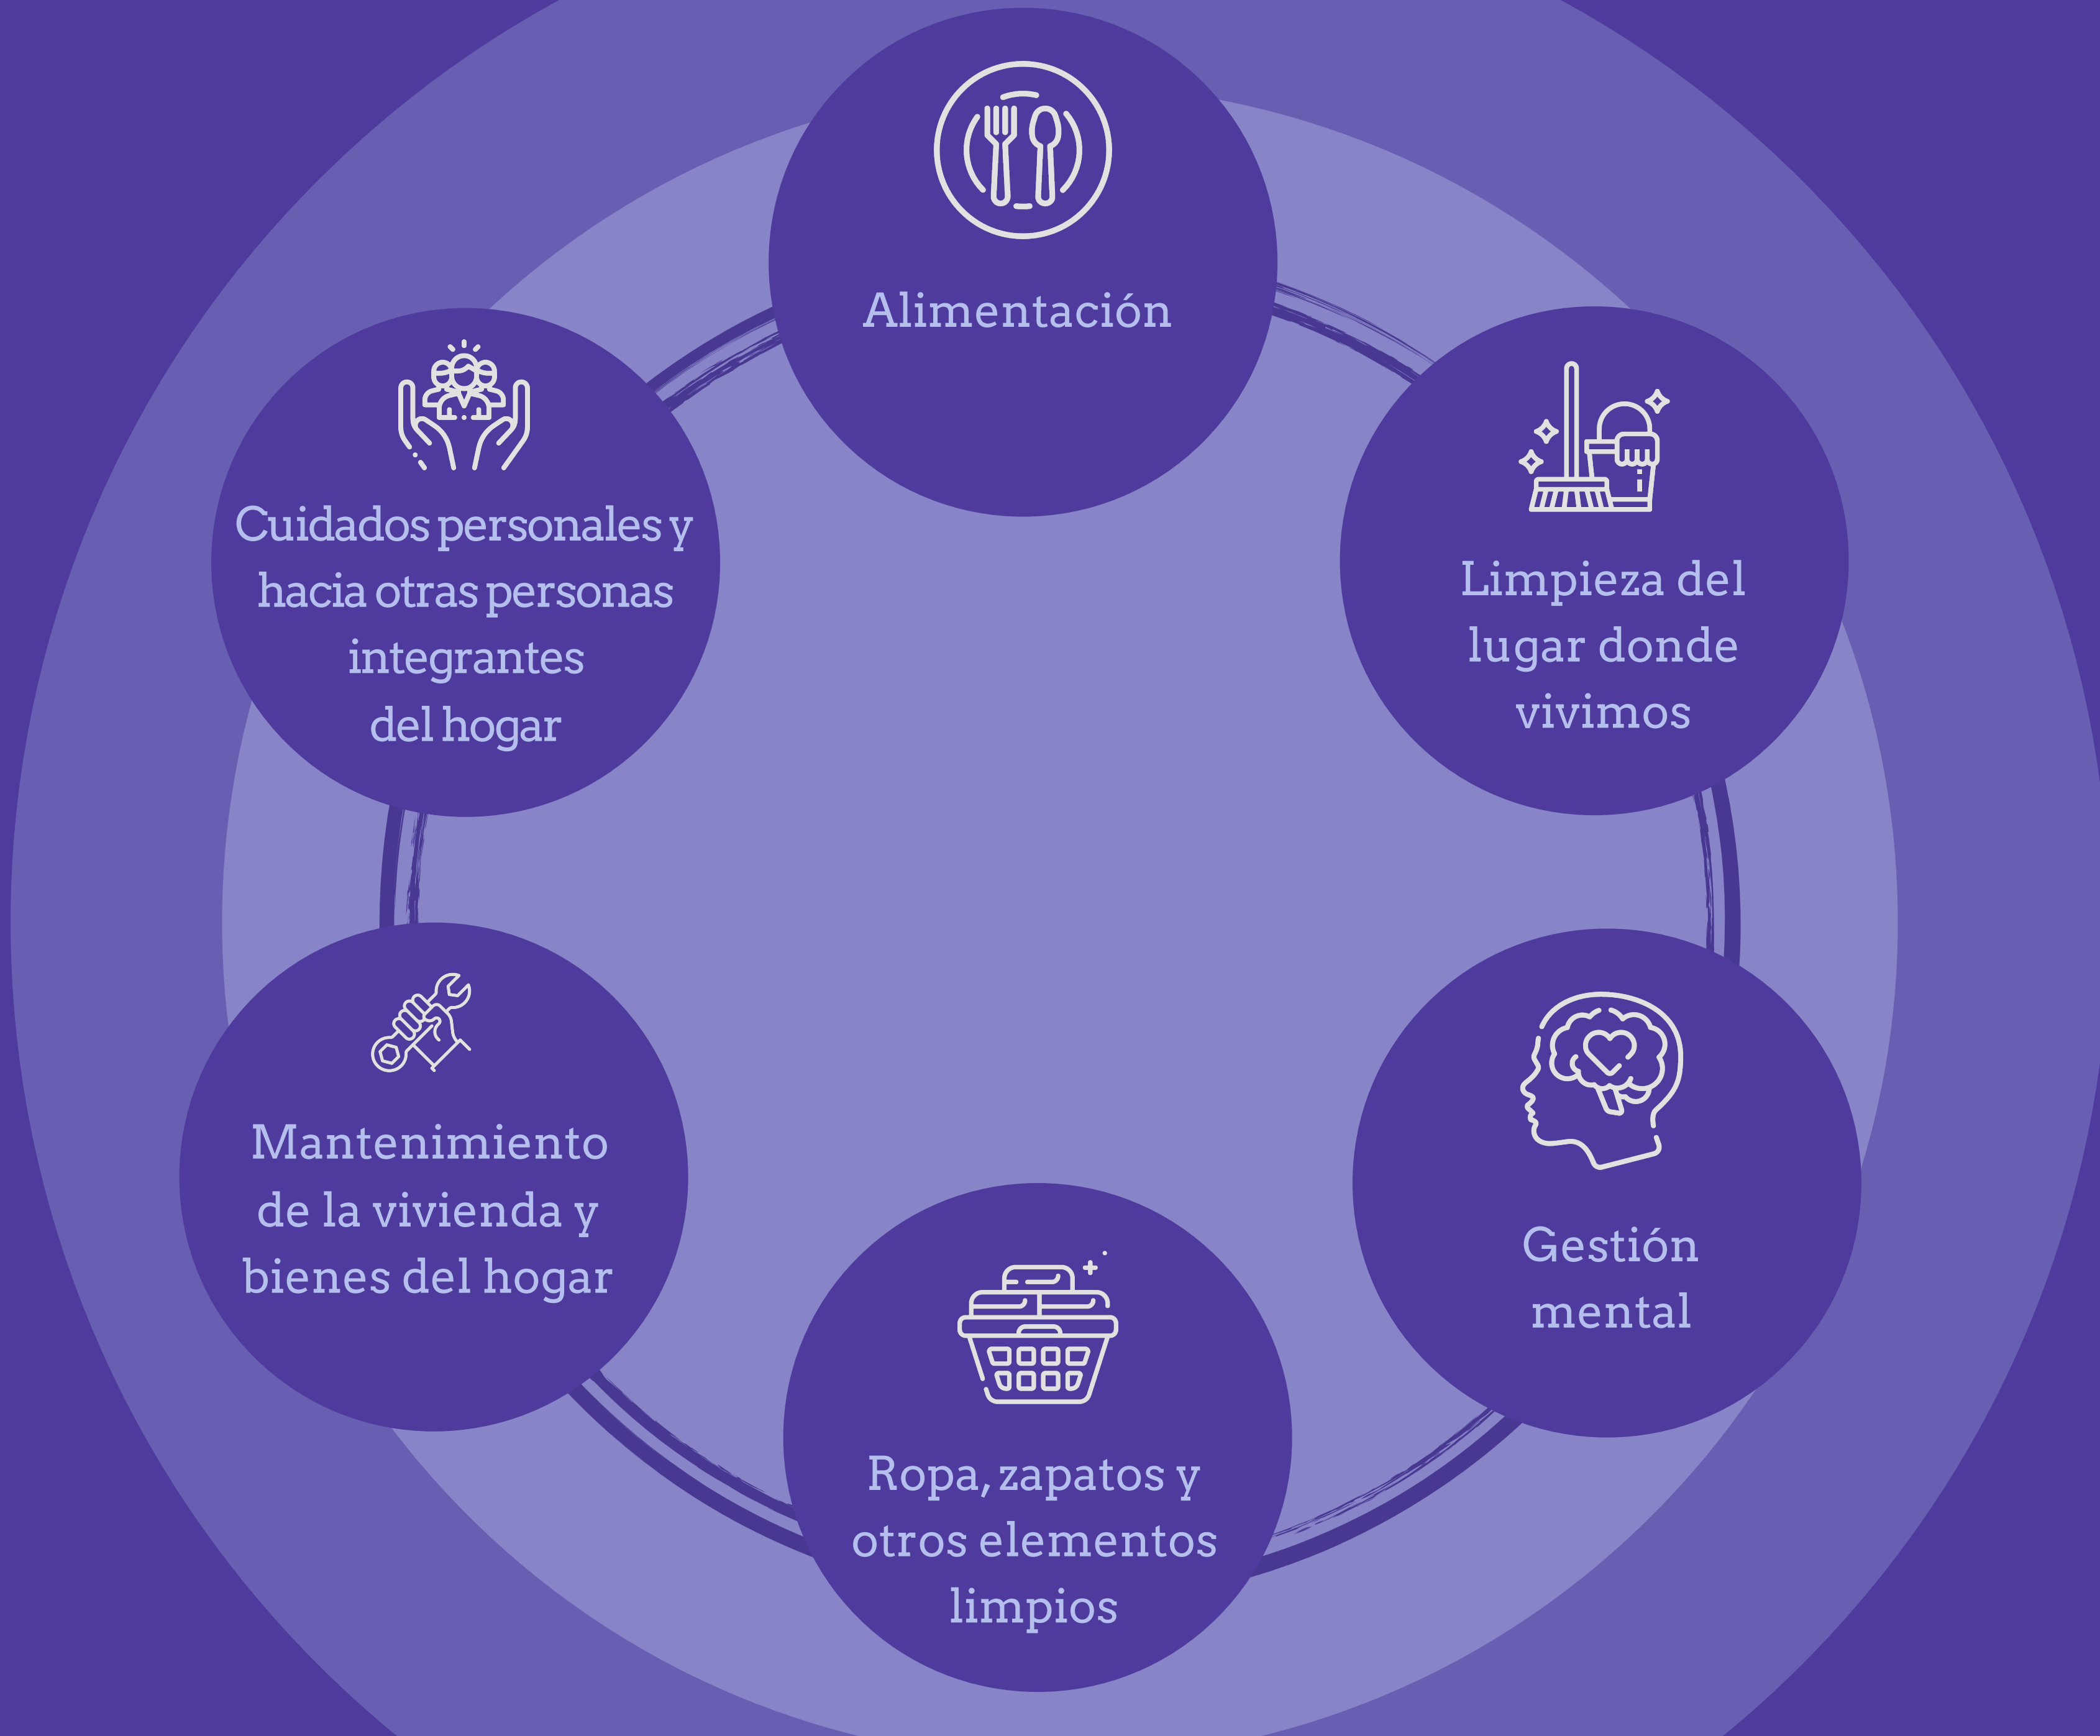 Alimentación
Limpieza del
lugar donde
vivimos
Gestión
mental
Ropa, zapatos y
otros elementos
limpios
Mantenimiento
de la vivienda y
bienes del hogar
Cuidados personales y
hacia otras personas
integrantes
del hogar